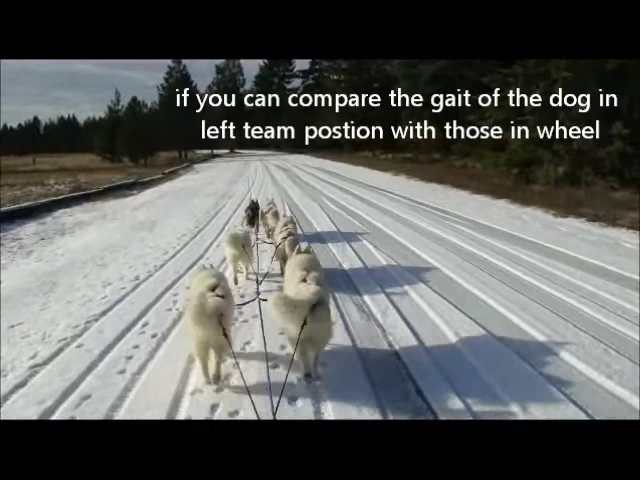 if you can compare the gait of the dog in
left team postion with those in wheel